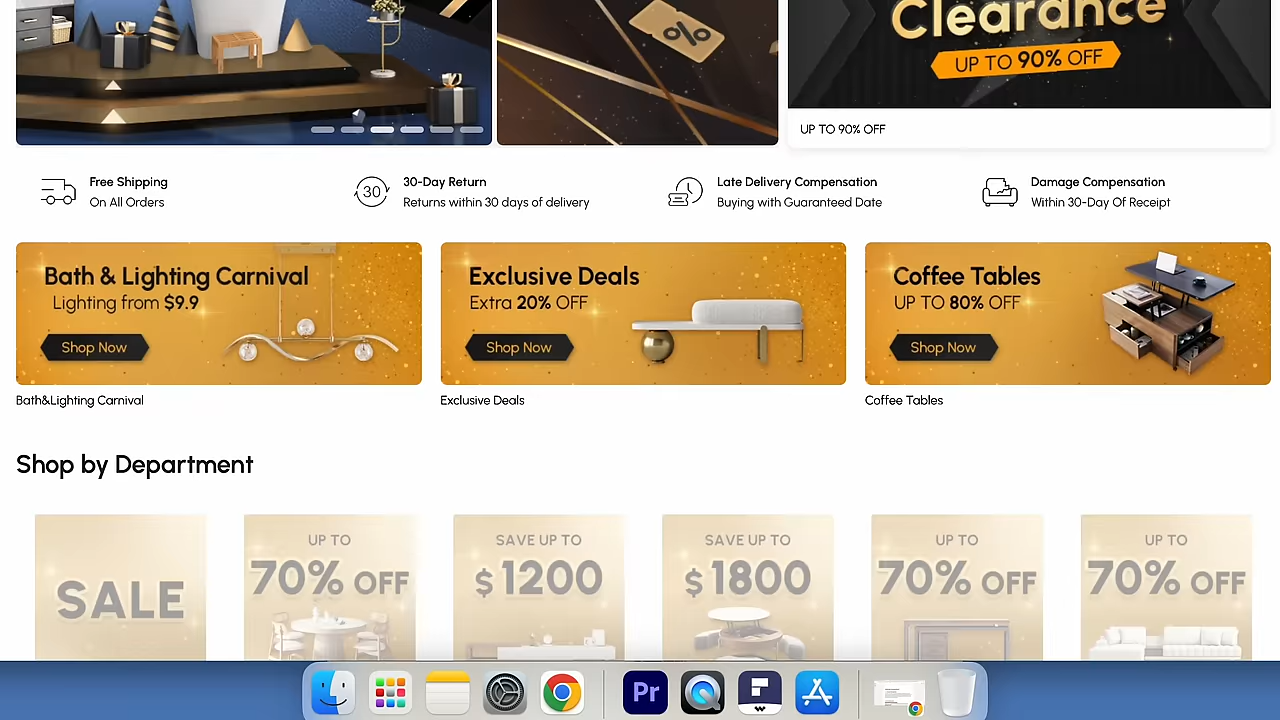 %
Clearance
UP TO 90% OFF
UP TO 90% OFF
Free Shipping
On All Orders
30
30-Day Return
Returns within 30 days of delivery
Late Delivery Compensation
Buying with Guaranteed Date
Damage Compensation
Within 30-Day Of Receipt
Bath & Lighting Carnival
Lighting from $9.9
Shop Now
Bath&Lighting Carnival
Exclusive Deals
Extra 20% OFF
Shop Now
Exclusive Deals
Coffee Tables
UP TO 80% OFF
Shop Now
Coffee Tables
Shop by Department
SALE
UP TO
70% OFF
SAVE UP TO
$1200
SAVE UP TO
$1800
UP TO
70% OFF
UP TO
70% OFF
Pr